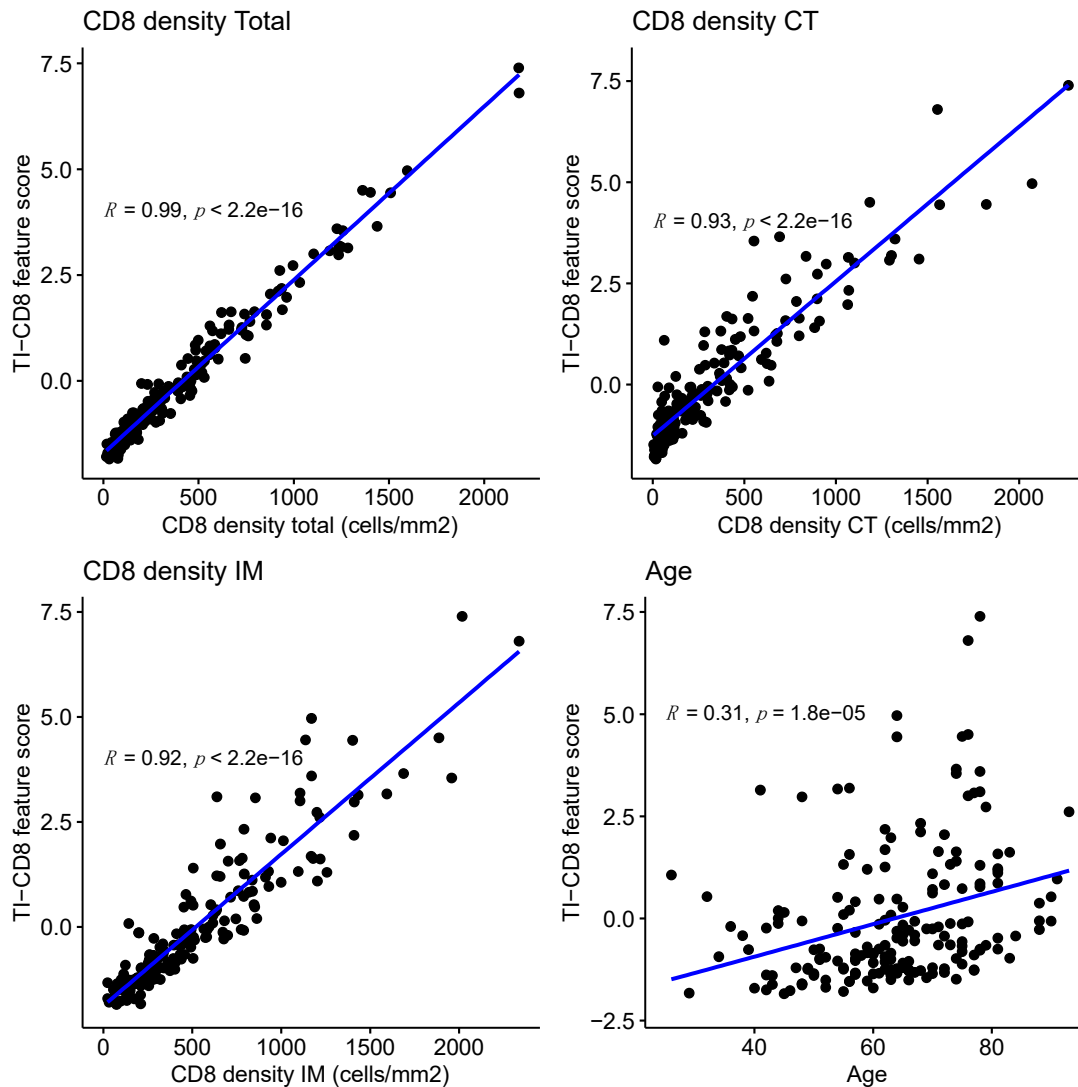 CD8 density Total
TI−CD8 feature score
7.5
5.0
2.5
0.0
R = 0.99, p < 2.2e−16
0 500 1000 1500 2000
CD8 density total (cells/mm2)
CD8 density CT
TI−CD8 feature score
7.5
5.0
2.5
0.0
R = 0.93, p < 2.2e−16
0 500 1000 1500 2000
CD8 density CT (cells/mm2)
CD8 density IM
TI−CD8 feature score
7.5
5.0
2.5
0.0
R = 0.92, p < 2.2e−16
0 500 1000 1500 2000
CD8 density IM (cells/mm2)
Age
TI−CD8 feature score
7.5
5.0
2.5
0.0
−2.5
R = 0.31, p = 1.8e−05
40 60 80
Age